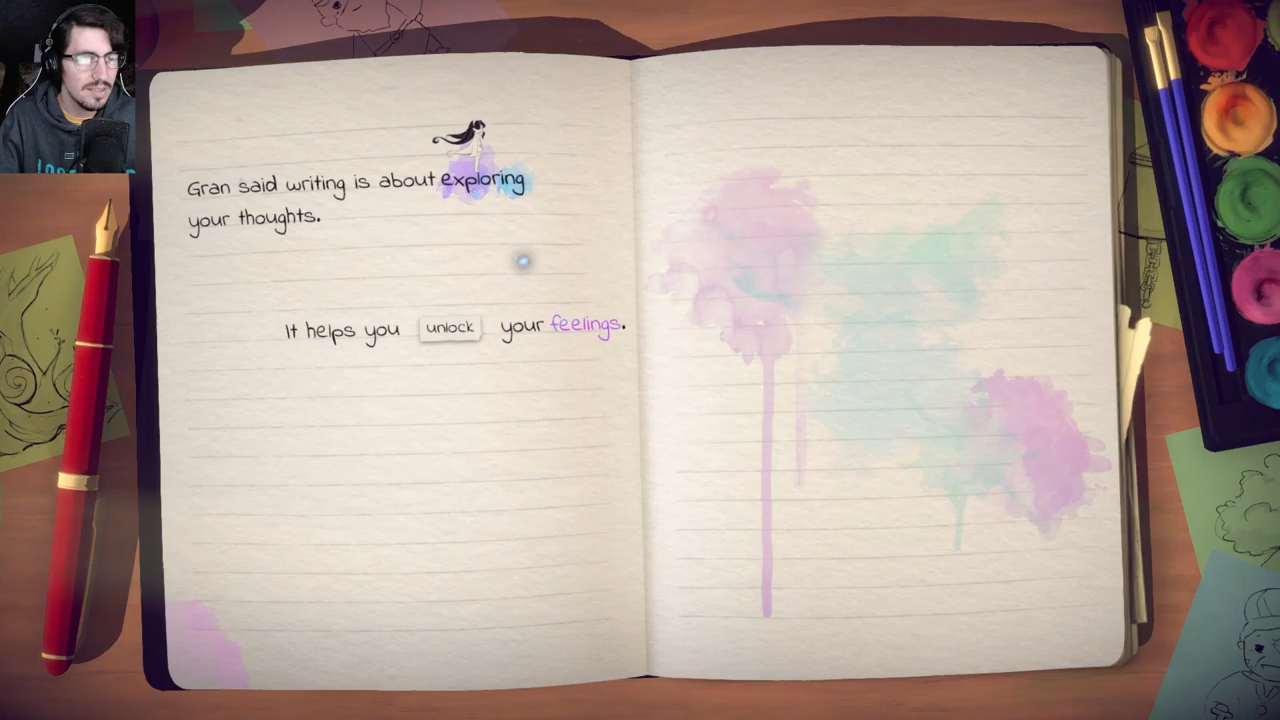 Gran said writing is about exploring
your thoughts.
It helps you unlock your feelings.